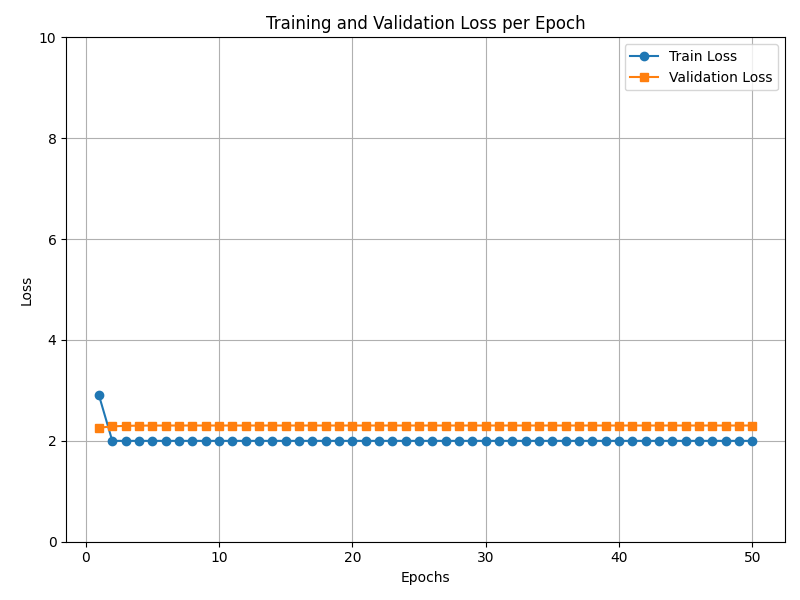 Training and Validation Loss per Epoch
Train Loss
Validation Loss
10
8
6
4
2
0
Loss
0 10 20 30 40 50
Epochs